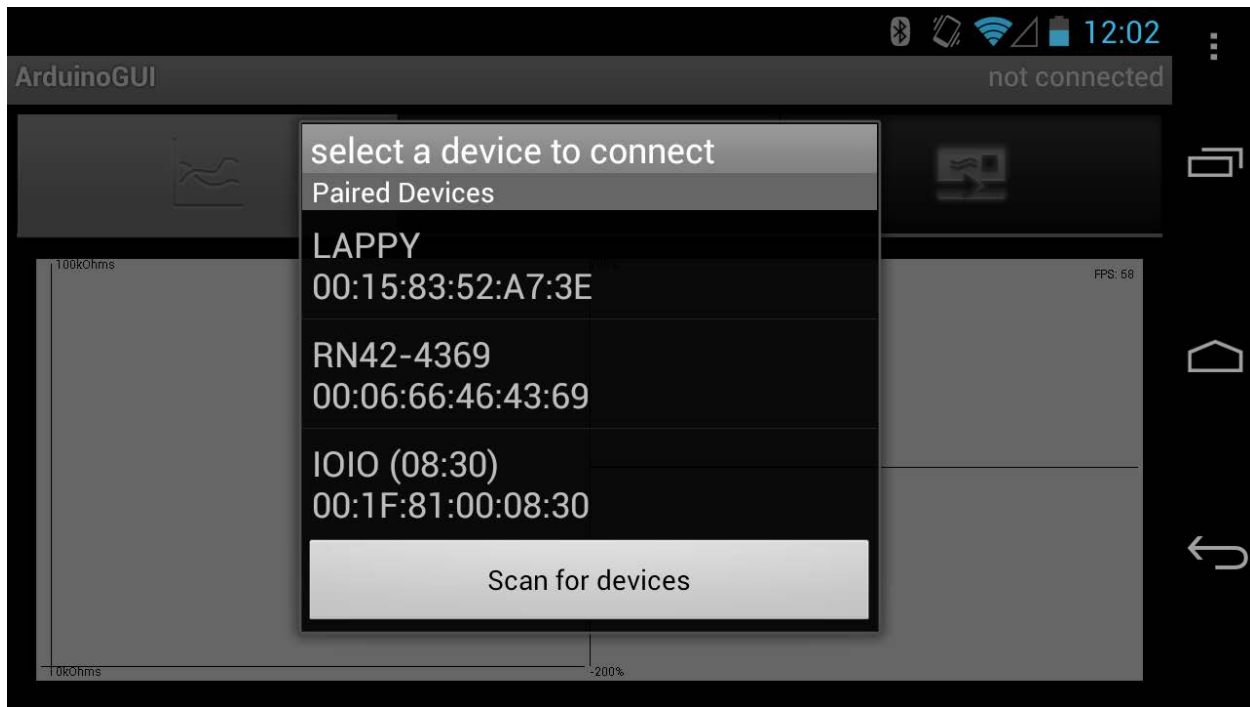 12:02
ArduinoGUI
not connected
select a device to connect
Paired Devices
LAPPY
00:15:83:52:A7:3E
RN42-4369
00:06:66:46:43:69
IOIO (08:30)
00:1F:81:00:08:30
Scan for devices
100kOhms
FPS: 58
0kOhms
-200%